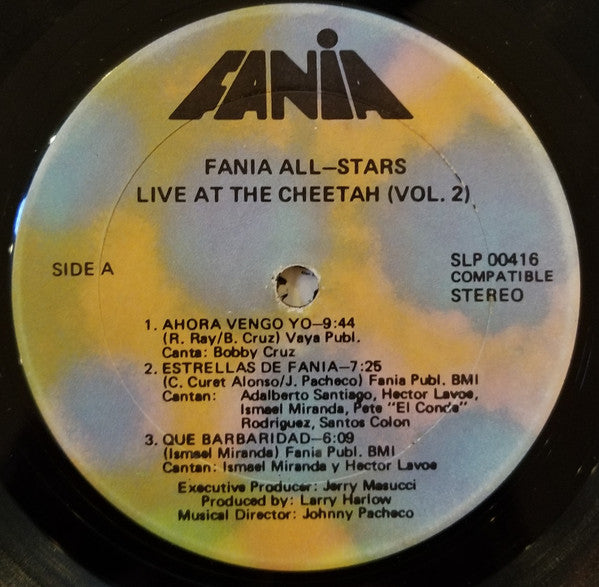 FANIA
FANIA ALL-STARS
LIVE AT THE CHEETAH (VOL. 2)
SIDE A
SLP 00416
COMPATIBLE
STEREO
1. AHORA VENGO YO—9:44
(R. Ray/B. Cruz) Vaya Publ.
Canta: Bobby Cruz
2. ESTRELLAS DE FANIA—7:25
(C. Curet Alonso/J. Pacheco) Fania Publ. BMI
Cantan: Adalberto Santiago, Hector Lavoe,
Ismael Miranda, Pete "El Conde"
Rodriguez, Santos Colon
3. QUE BARBARIDAD—6:09
(Ismael Miranda) Fania Publ. BMI
Cantan: Ismael Miranda y Hector Lavoe
Executive Producer: Jerry Masucci
Produced by: Larry Harlow
Musical Director: Johnny Pacheco